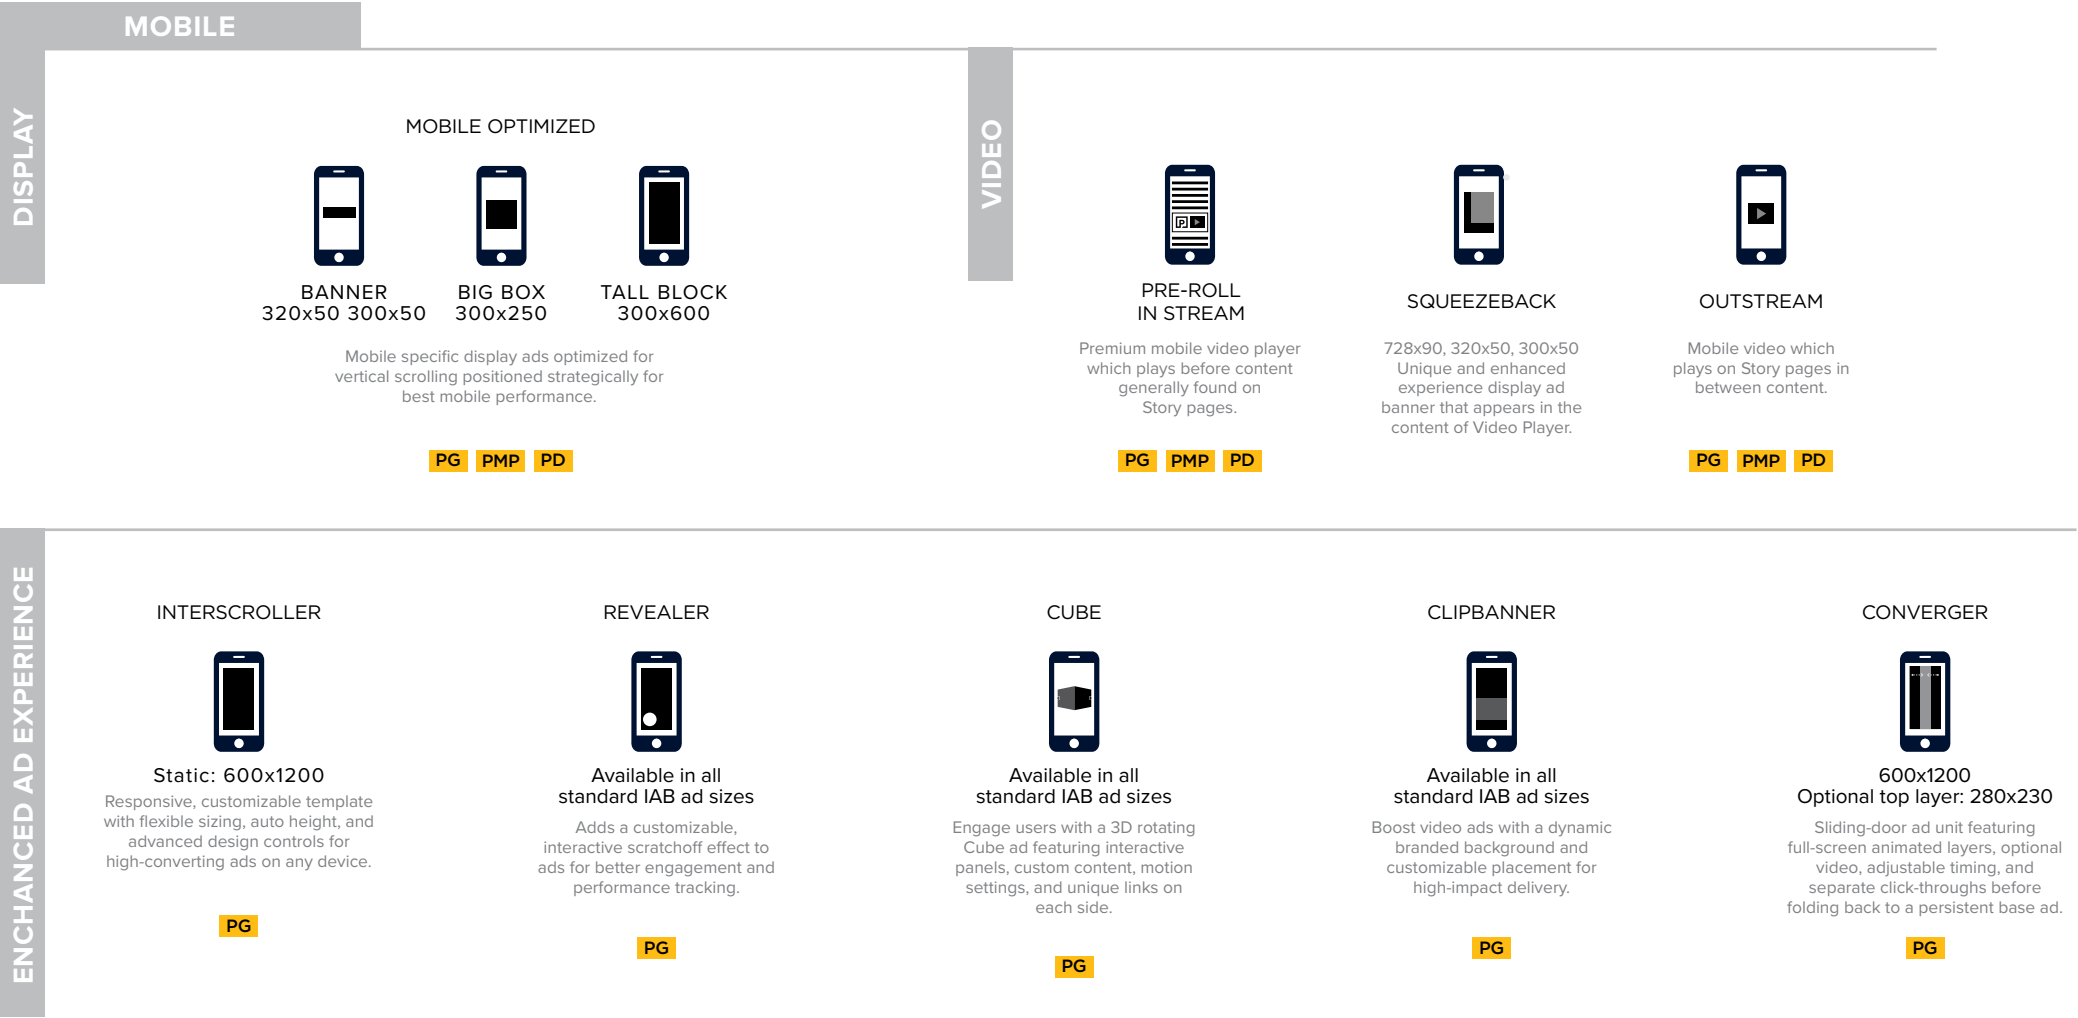 MOBILE
DISPLAY
MOBILE OPTIMIZED
BANNER
320x50 300x50
BIG BOX
300x250
TALL BLOCK
300x600
Mobile specific display ads optimized for
vertical scrolling positioned strategically for
best mobile performance.
PG PMP PD
VIDEO
P
PRE-ROLL
IN STREAM
Premium mobile video player
which plays before content
generally found on
Story pages.
PG PMP PD
SQUEEZEBACK
728x90, 320x50, 300x50
Unique and enhanced
experience display ad
banner that appears in the
content of Video Player.
OUTSTREAM
Mobile video which
plays on Story pages in
between content.
PG PMP PD
ENCHANCED AD EXPERIENCE
INTERSCROLLER
Static: 600x1200
Responsive, customizable template
with flexible sizing, auto height, and
advanced design controls for
high-converting ads on any device.
PG
REVEALER
Available in all
standard IAB ad sizes
Adds a customizable,
interactive scratchoff effect to
ads for better engagement and
performance tracking.
PG
CUBE
Available in all
standard IAB ad sizes
Engage users with a 3D rotating
Cube ad featuring interactive
panels, custom content, motion
settings, and unique links on
each side.
PG
CLIPBANNER
Available in all
standard IAB ad sizes
Boost video ads with a dynamic
branded background and
customizable placement for
high-impact delivery.
PG
CONVERGER
600x1200
Optional top layer: 280x230
Sliding-door ad unit featuring
full-screen animated layers, optional
video, adjustable timing, and
separate click-throughs before
folding back to a persistent base ad.
PG